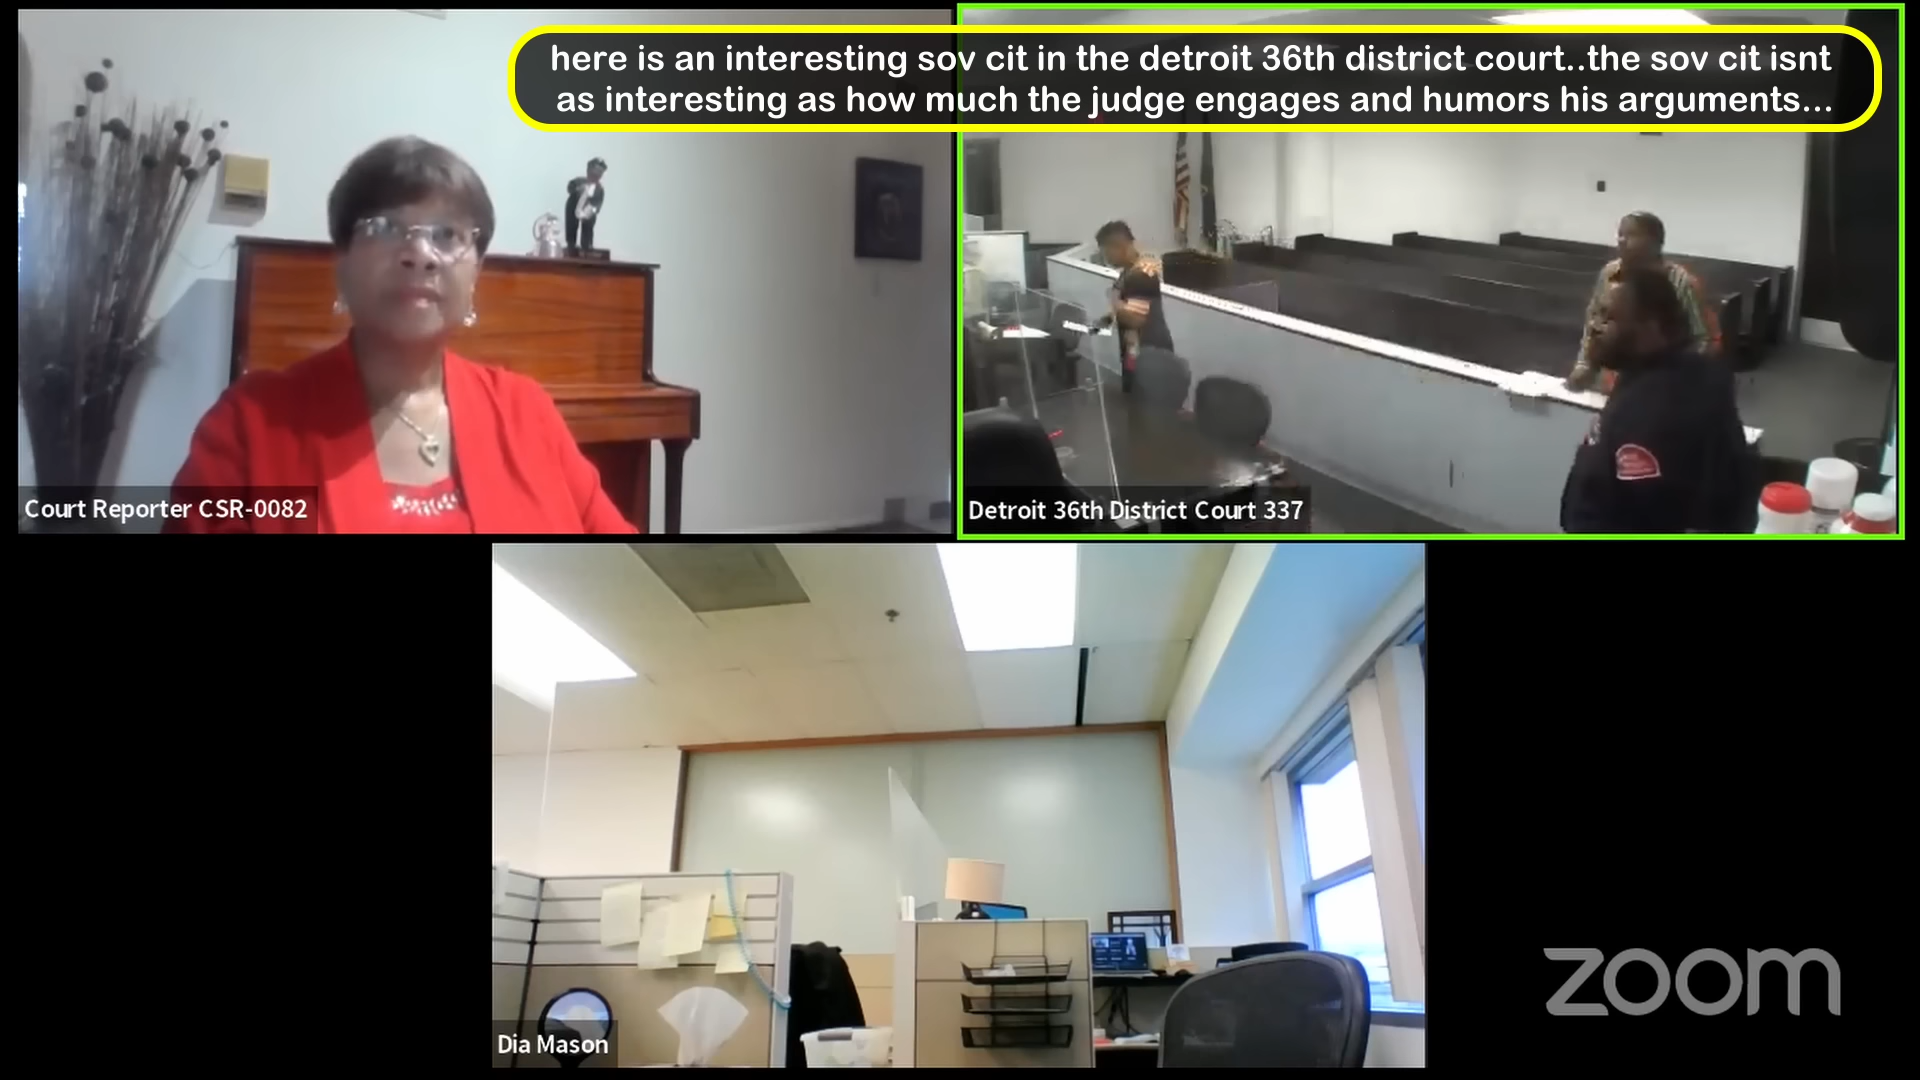 here is an interesting sov cit in the detroit 36th district court..the sov cit isnt
as interesting as how much the judge engages and humors his arguments...
Court Reporter CSR-0082
Detroit 36th District Court 337
Dia Mason
zoom